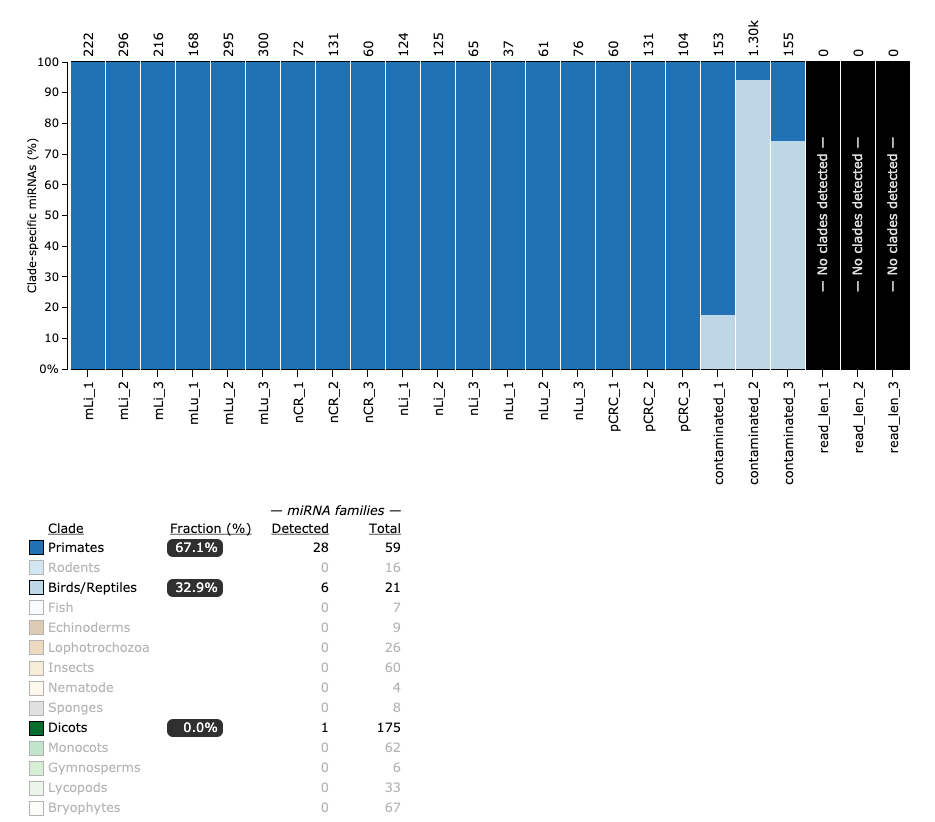 222 296 216 168 295 300 72 131 60 124 125 65 37 61 76 60 131 104 153 1.30k 155 0 0 0
Clade-specific miRNAs (%)
100
90
80
70
60
50
40
30
20
10
0%
— No clades detected —
— No clades detected —
— No clades detected —
mLi_1 mLi_2 mLi_3 mLu_1 mLu_2 mLu_3 nCR_1 nCR_2 nCR_3 nLi_1 nLi_2 nLi_3 nLu_1 nLu_2 nLu_3 pCRC_1 pCRC_2 pCRC_3 contaminated_1 contaminated_2 contaminated_3 read_len_1 read_len_2 read_len_3
— miRNA families —
Clade Fraction (%) Detected Total
Primates 67.1% 28 59
Rodents 0 16
Birds/Reptiles 32.9% 6 21
Fish 0 7
Echinoderms 0 9
Lophotrochozoa 0 26
Insects 0 60
Nematode 0 4
Sponges 0 8
Dicots 0.0% 1 175
Monocots 0 62
Gymnosperms 0 6
Lycopods 0 33
Bryophytes 0 67